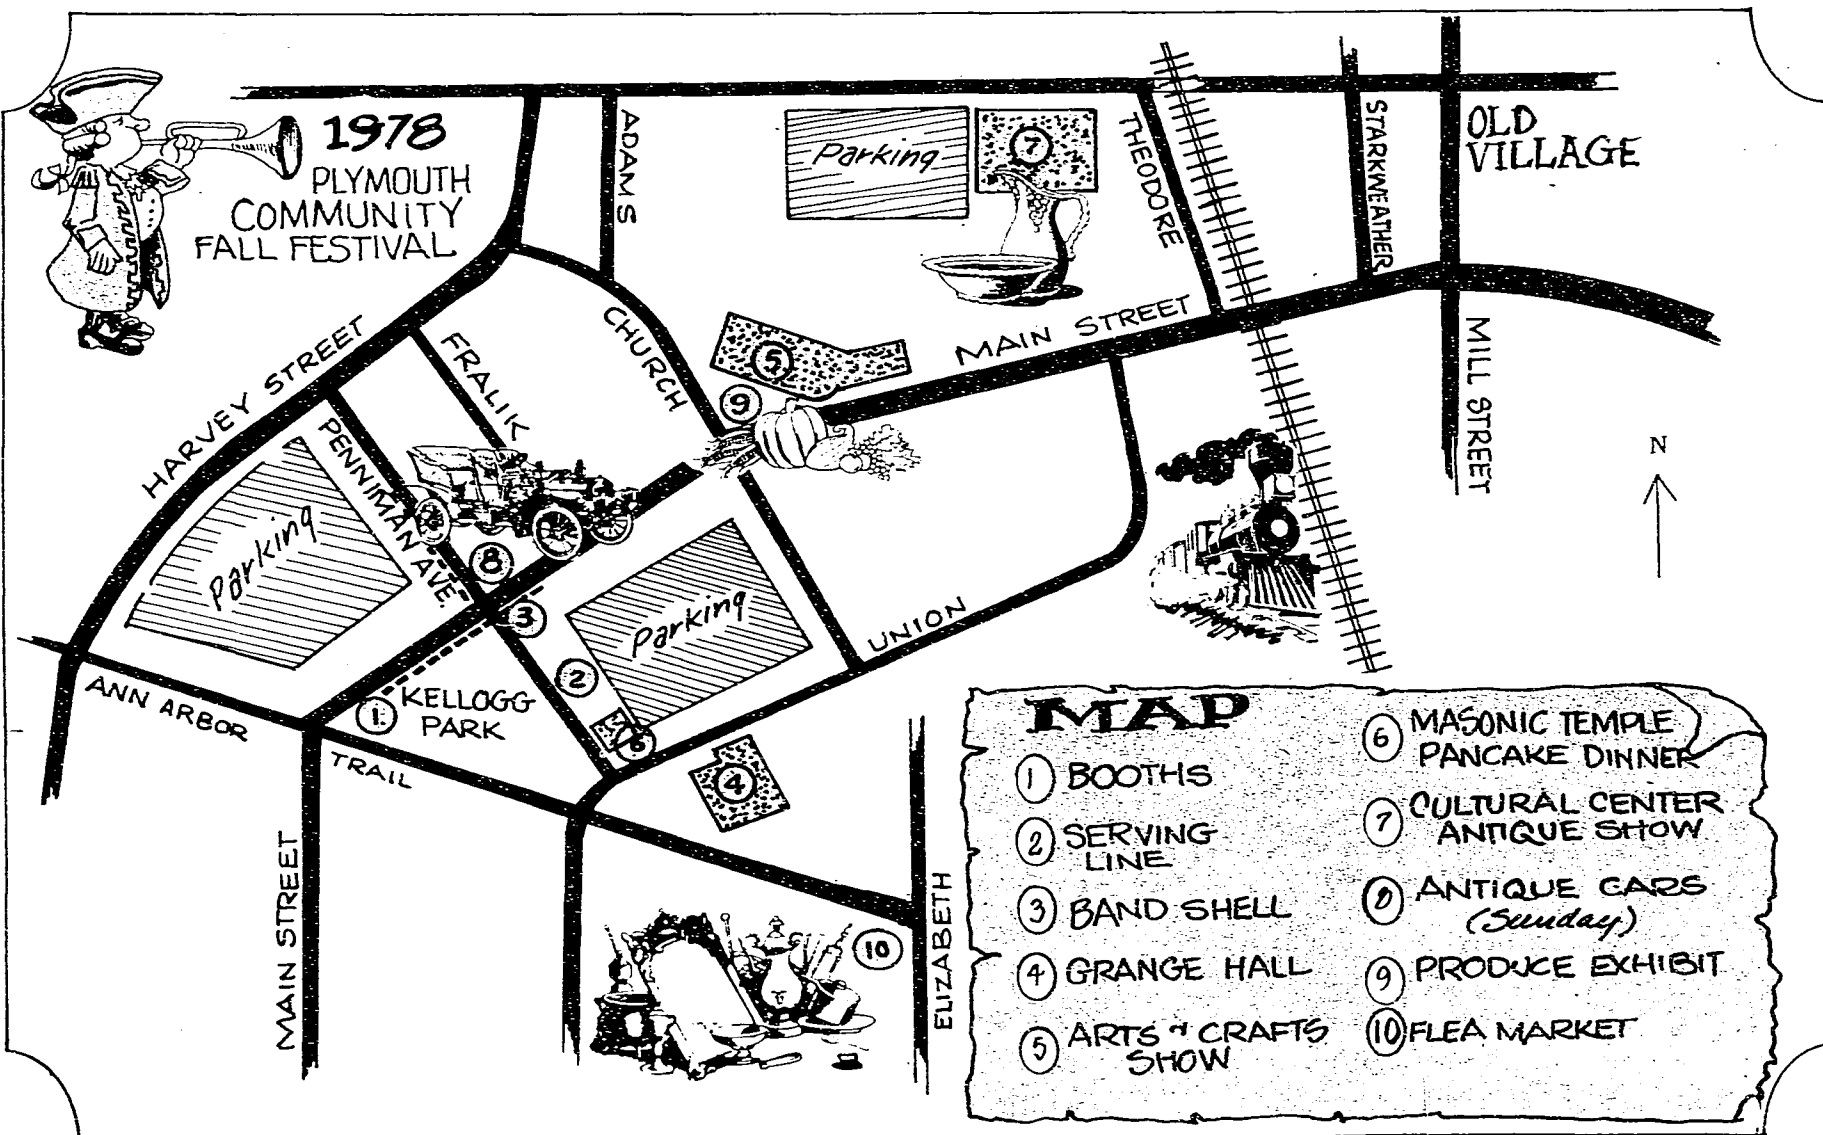 1978
PLYMOUTH
COMMUNITY
FALL FESTIVAL
ADAMS
Parking
7
THEODORE
STARKWEATHER
OLD
VILLAGE
HARVEY STREET
FRALIK
CHURCH
5
9
MAIN STREET
MILL STREET
N
PENNIMAN AVE.
Parking
8
3
Parking
2
UNION
ANN ARBOR
TRAIL
1
KELLOGG
PARK
6
4
MAIN STREET
10
ELIZABETH
MAP
1 BOOTHS
2 SERVING
LINE
3 BAND SHELL
4 GRANGE HALL
5 ARTS "N" CRAFTS
SHOW
6 MASONIC TEMPLE
PANCAKE DINNER
7 CULTURAL CENTER
ANTIQUE SHOW
8 ANTIQUE CARS
(Sunday)
9 PRODUCE EXHIBIT
10 FLEA MARKET